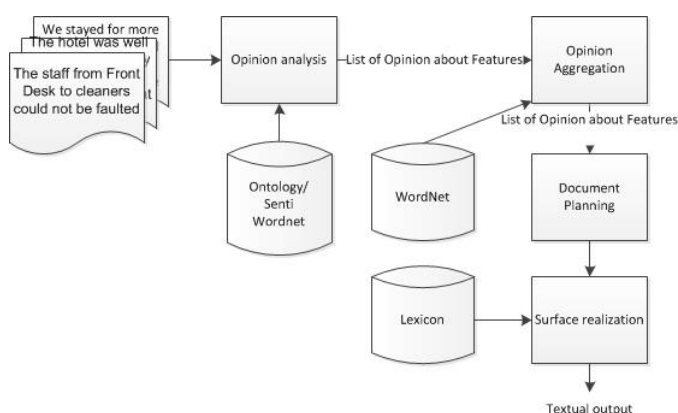 We stayed for more
The hotel was well
y
The staff from Front
Desk to cleaners
could not be faulted
t
Opinion analysis
List of Opinion about Features
Opinion
Aggregation
List of Opinion about Features
Ontology/
Senti
Wordnet
WordNet
Document
Planning
Lexicon
Surface realization
Textual output